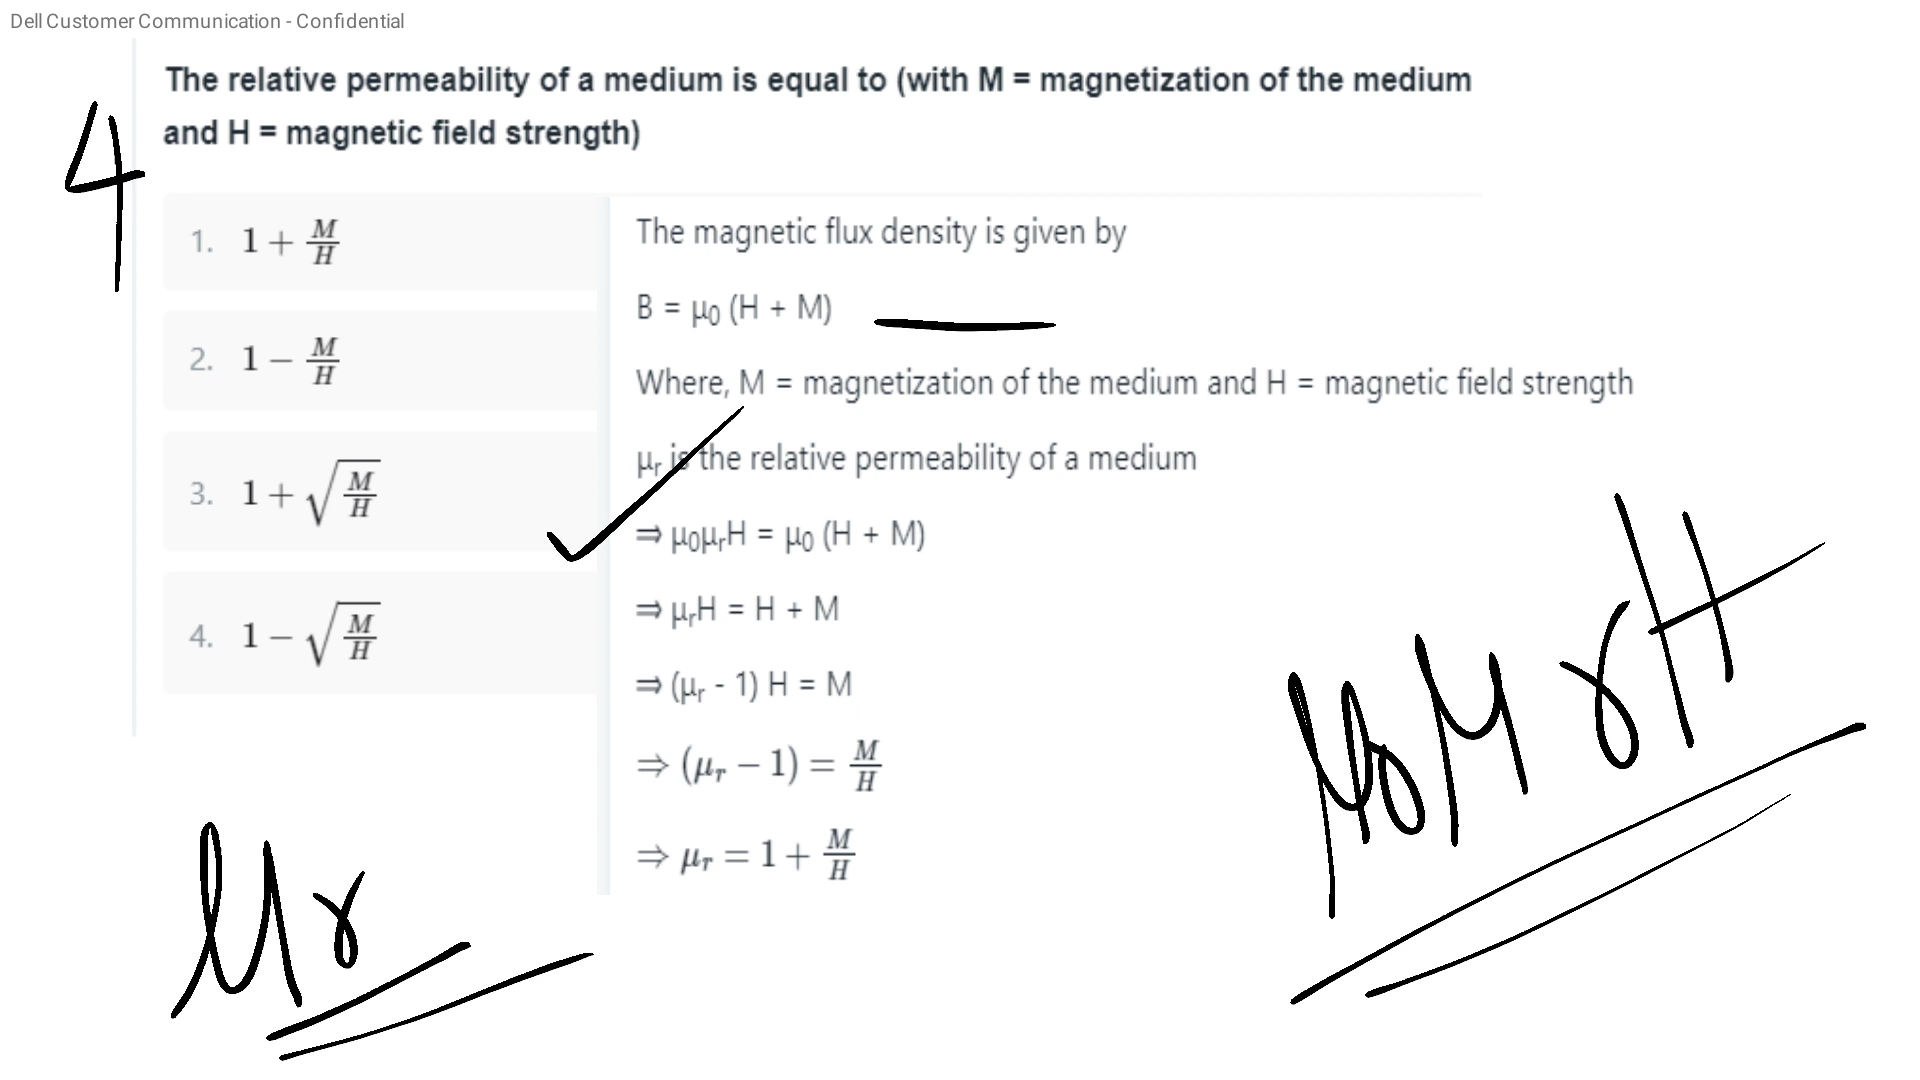 Dell Customer Communication - Confidential
4
The relative permeability of a medium is equal to (with M = magnetization of the medium
and H = magnetic field strength)
1. 1 + M/H
2. 1 − M/H
3. 1 + √(M/H)
4. 1 − √(M/H)
The magnetic flux density is given by
B = μ₀ (H + M)
Where, M = magnetization of the medium and H = magnetic field strength
μᵣ is the relative permeability of a medium
⇒ μ₀μᵣH = μ₀ (H + M)
⇒ μᵣH = H + M
⇒ (μᵣ - 1) H = M
⇒ (μᵣ − 1) = M/H
⇒ μᵣ = 1 + M/H
μr
μ₀μrH